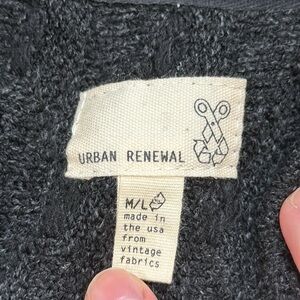 URBAN RENEWAL
M/L
made in
the usa
from
vintage
fabrics